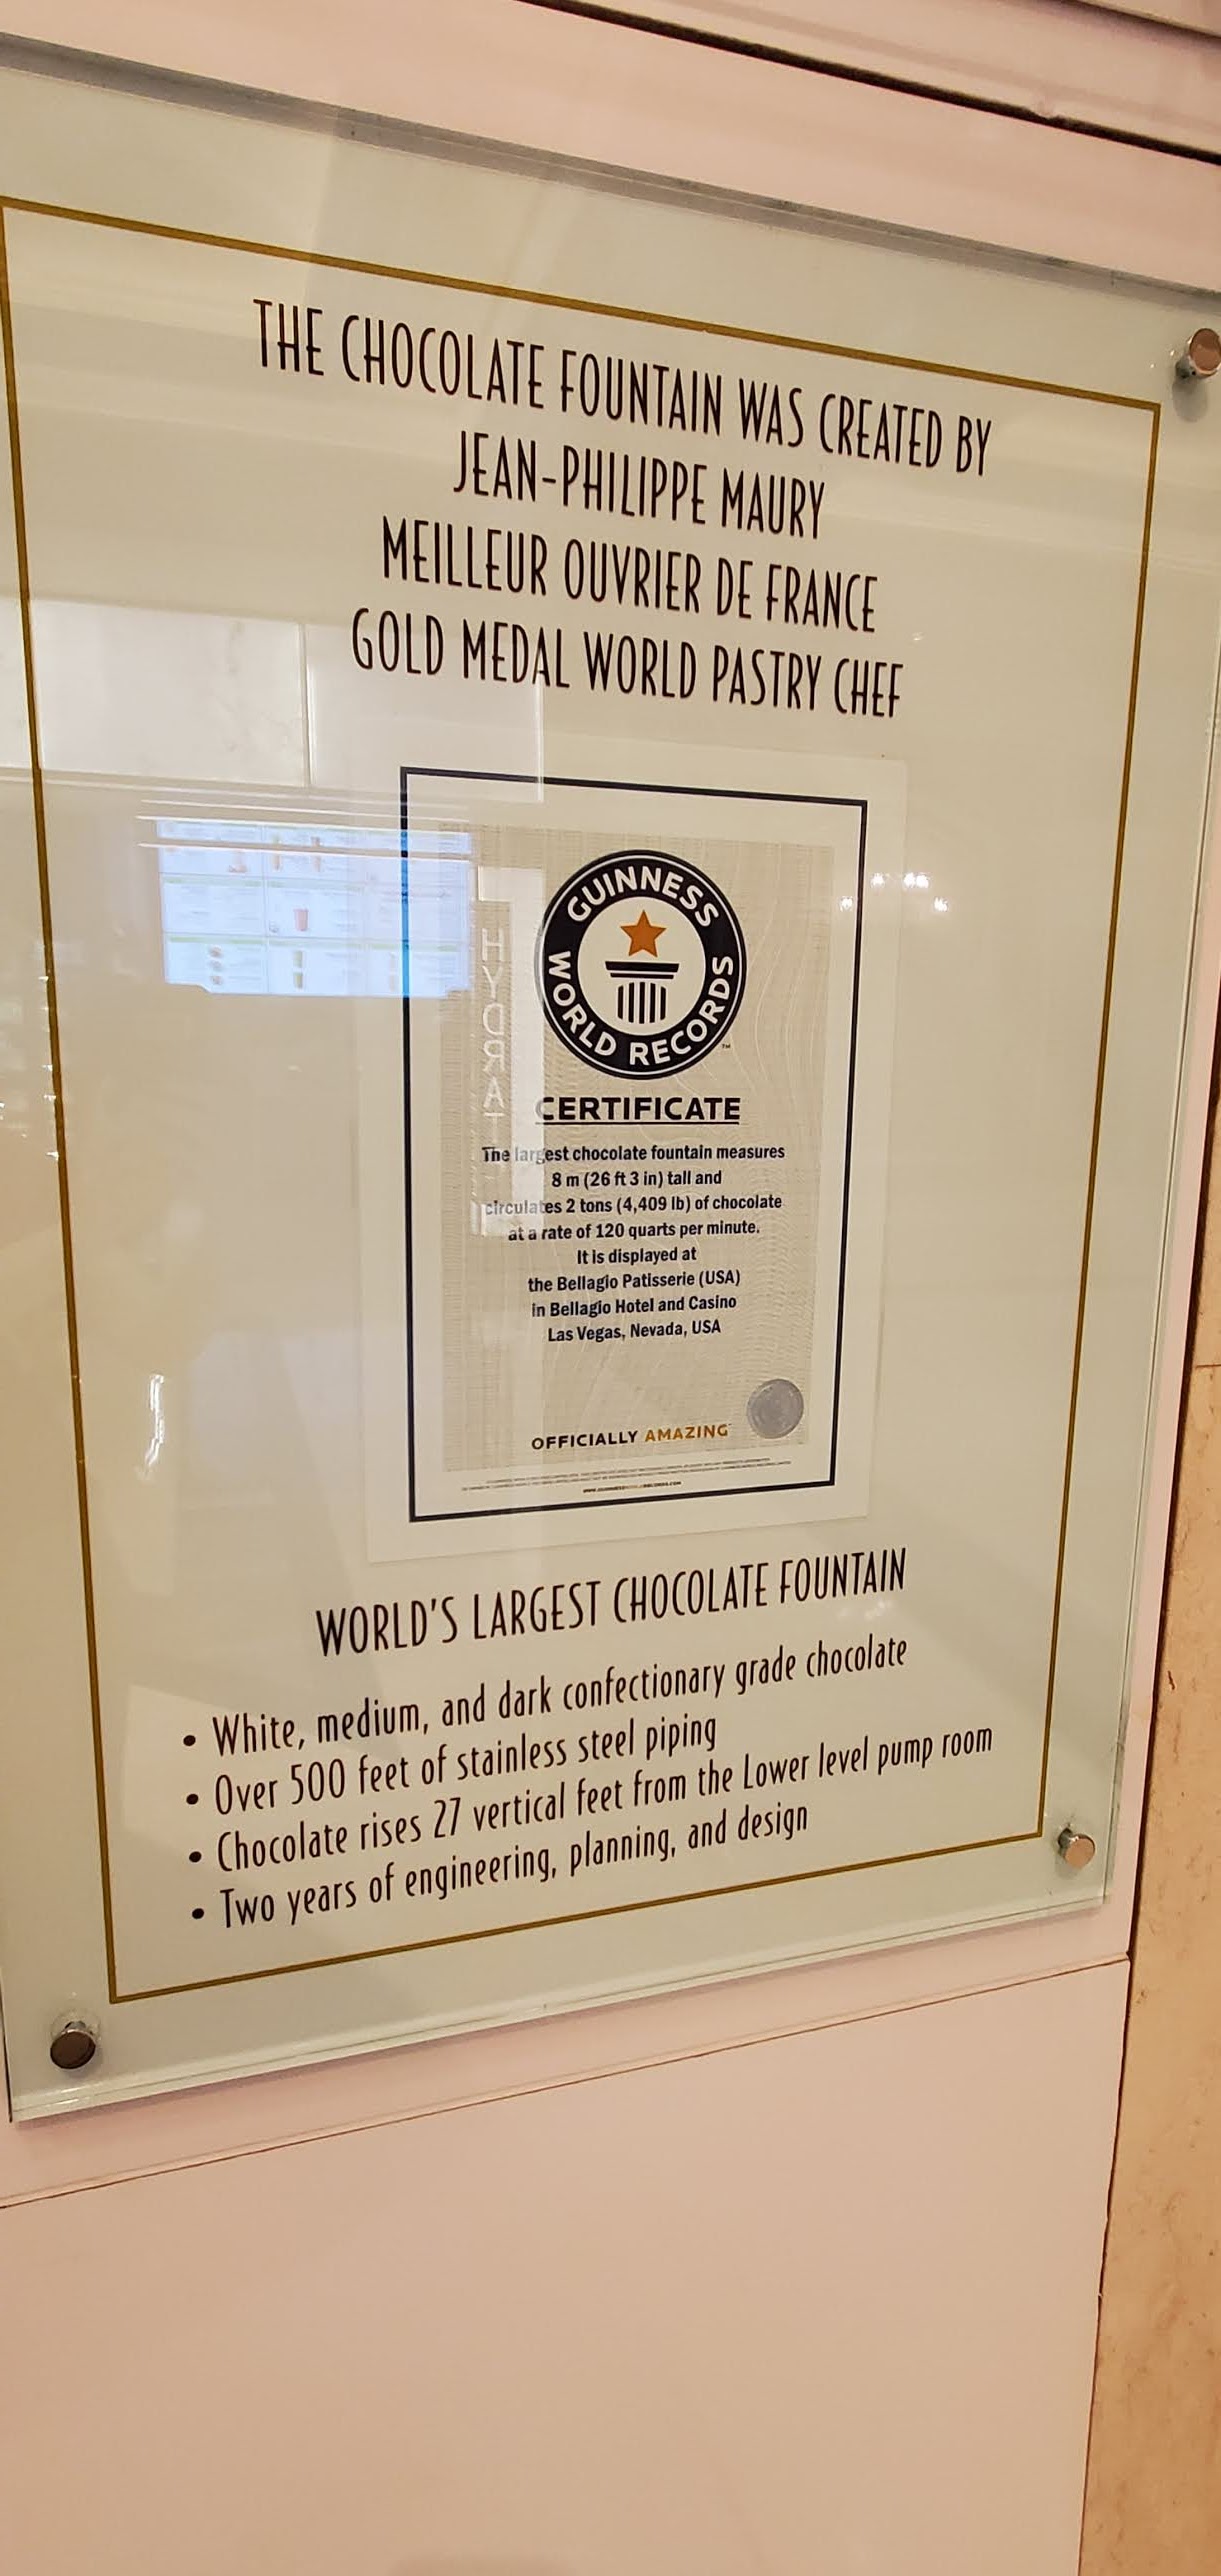 THE CHOCOLATE FOUNTAIN WAS CREATED BY
JEAN-PHILIPPE MAURY
MEILLEUR OUVRIER DE FRANCE
GOLD MEDAL WORLD PASTRY CHEF
GUINNESS
WORLD RECORDS
™
CERTIFICATE
The largest chocolate fountain measures
8 m (26 ft 3 in) tall and
circulates 2 tons (4,409 lb) of chocolate
at a rate of 120 quarts per minute.
It is displayed at
the Bellagio Patisserie (USA)
in Bellagio Hotel and Casino
Las Vegas, Nevada, USA
OFFICIALLY AMAZING
WWW.GUINNESSWORLDRECORDS.COM
WORLD'S LARGEST CHOCOLATE FOUNTAIN
• White, medium, and dark confectionary grade chocolate
• Over 500 feet of stainless steel piping
• Chocolate rises 27 vertical feet from the Lower level pump room
• Two years of engineering, planning, and design